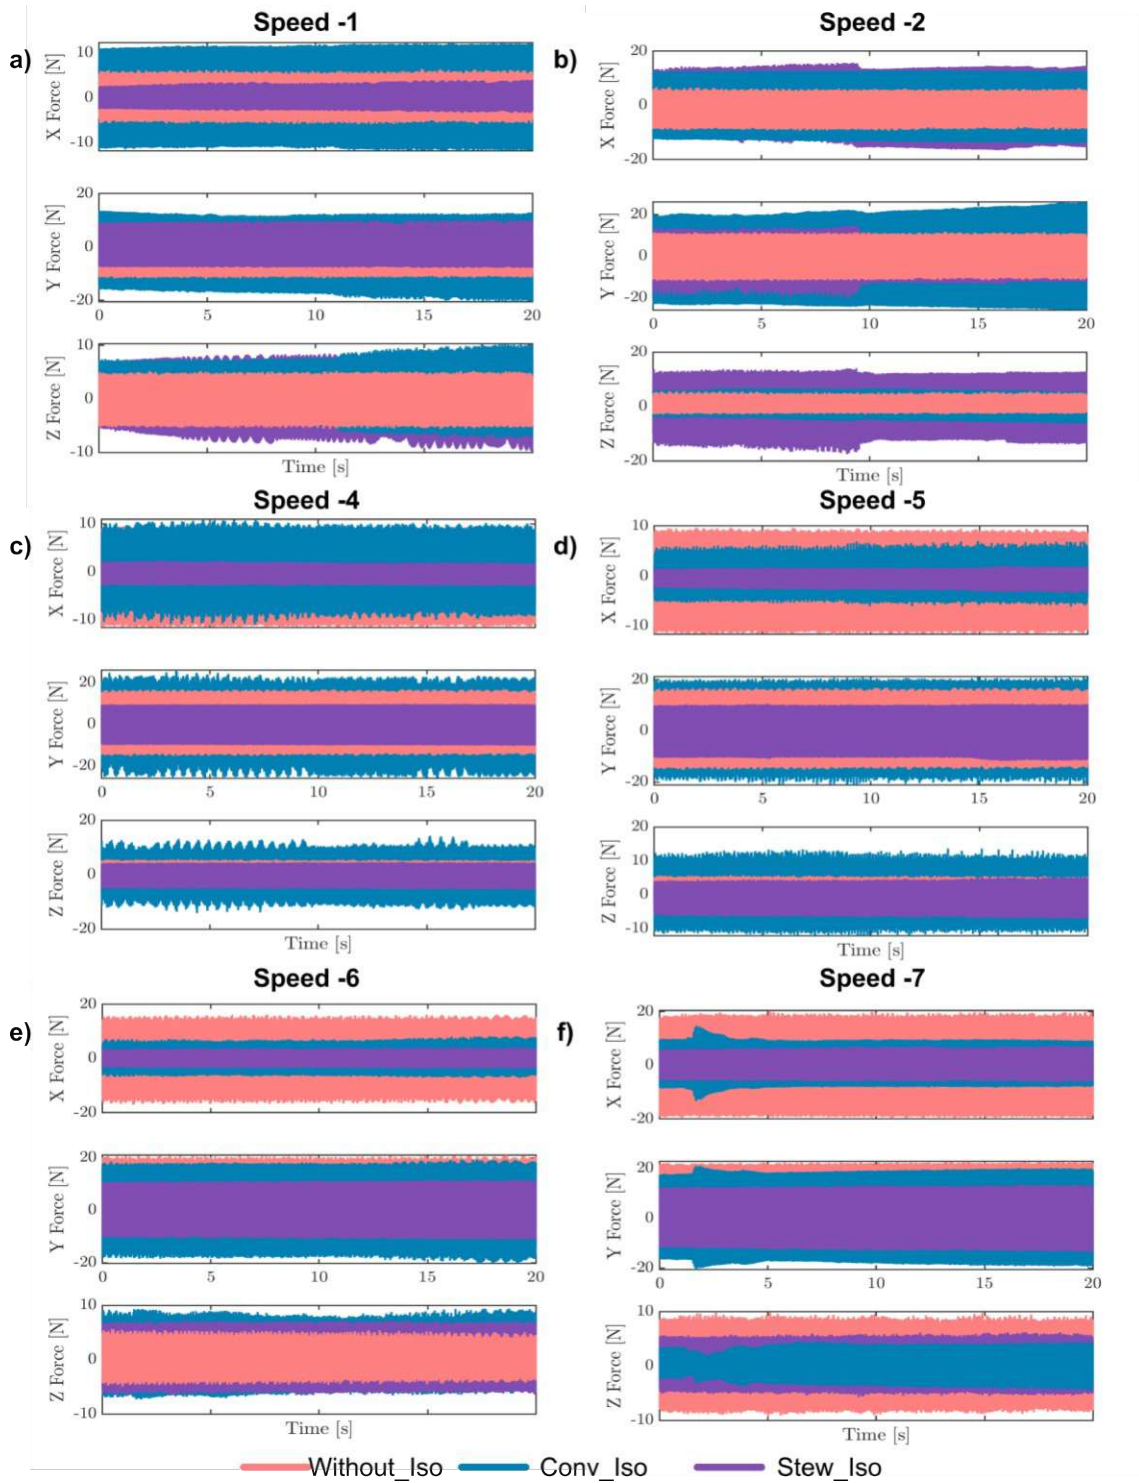 Speed -1
a)
X Force [N]
10
0
-10
Y Force [N]
20
0
-20
0 5 10 15 20
Z Force [N]
10
0
-10
Time [s]
Speed -2
b)
X Force [N]
20
0
-20
Y Force [N]
20
0
-20
0 5 10 15 20
Z Force [N]
20
0
-20
Time [s]
Speed -4
c)
X Force [N]
10
0
-10
Y Force [N]
20
0
-20
0 5 10 15 20
Z Force [N]
20
0
-20
Time [s]
Speed -5
d)
X Force [N]
10
0
-10
Y Force [N]
20
0
-20
0 5 10 15 20
Z Force [N]
20
10
0
-10
Time [s]
Speed -6
e)
X Force [N]
20
0
-20
Y Force [N]
20
0
-20
0 5 10 15 20
Z Force [N]
10
0
-10
Time [s]
Speed -7
f)
X Force [N]
20
0
-20
Y Force [N]
20
0
-20
0 5 10 15 20
Z Force [N]
10
0
-10
Time [s]
Without_Iso Conv_Iso Stew_Iso